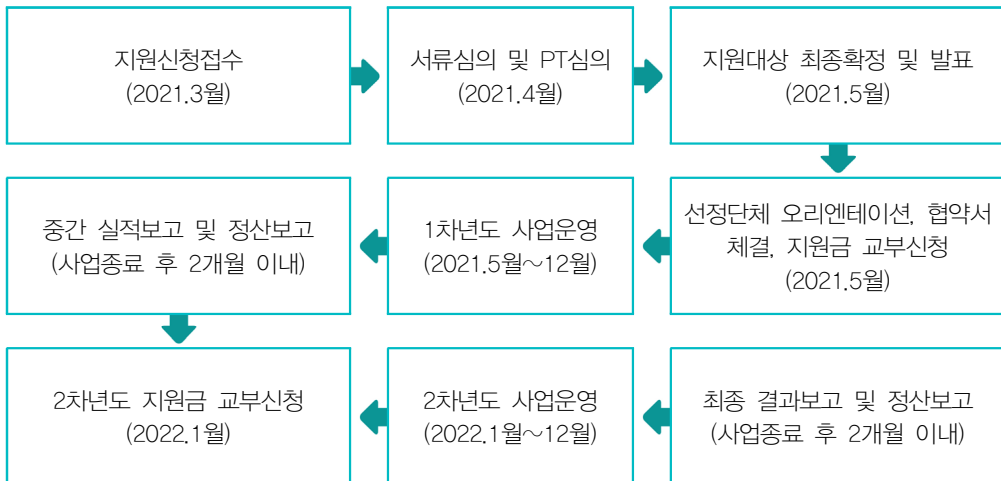 지원신청접수
(2021.3월)
서류심의 및 PT심의
(2021.4월)
지원대상 최종확정 및 발표
(2021.5월)
선정단체 오리엔테이션, 협약서
체결, 지원금 교부신청
(2021.5월)
1차년도 사업운영
(2021.5월～12월)
중간 실적보고 및 정산보고
(사업종료 후 2개월 이내)
2차년도 지원금 교부신청
(2022.1월)
2차년도 사업운영
(2022.1월～12월)
최종 결과보고 및 정산보고
(사업종료 후 2개월 이내)